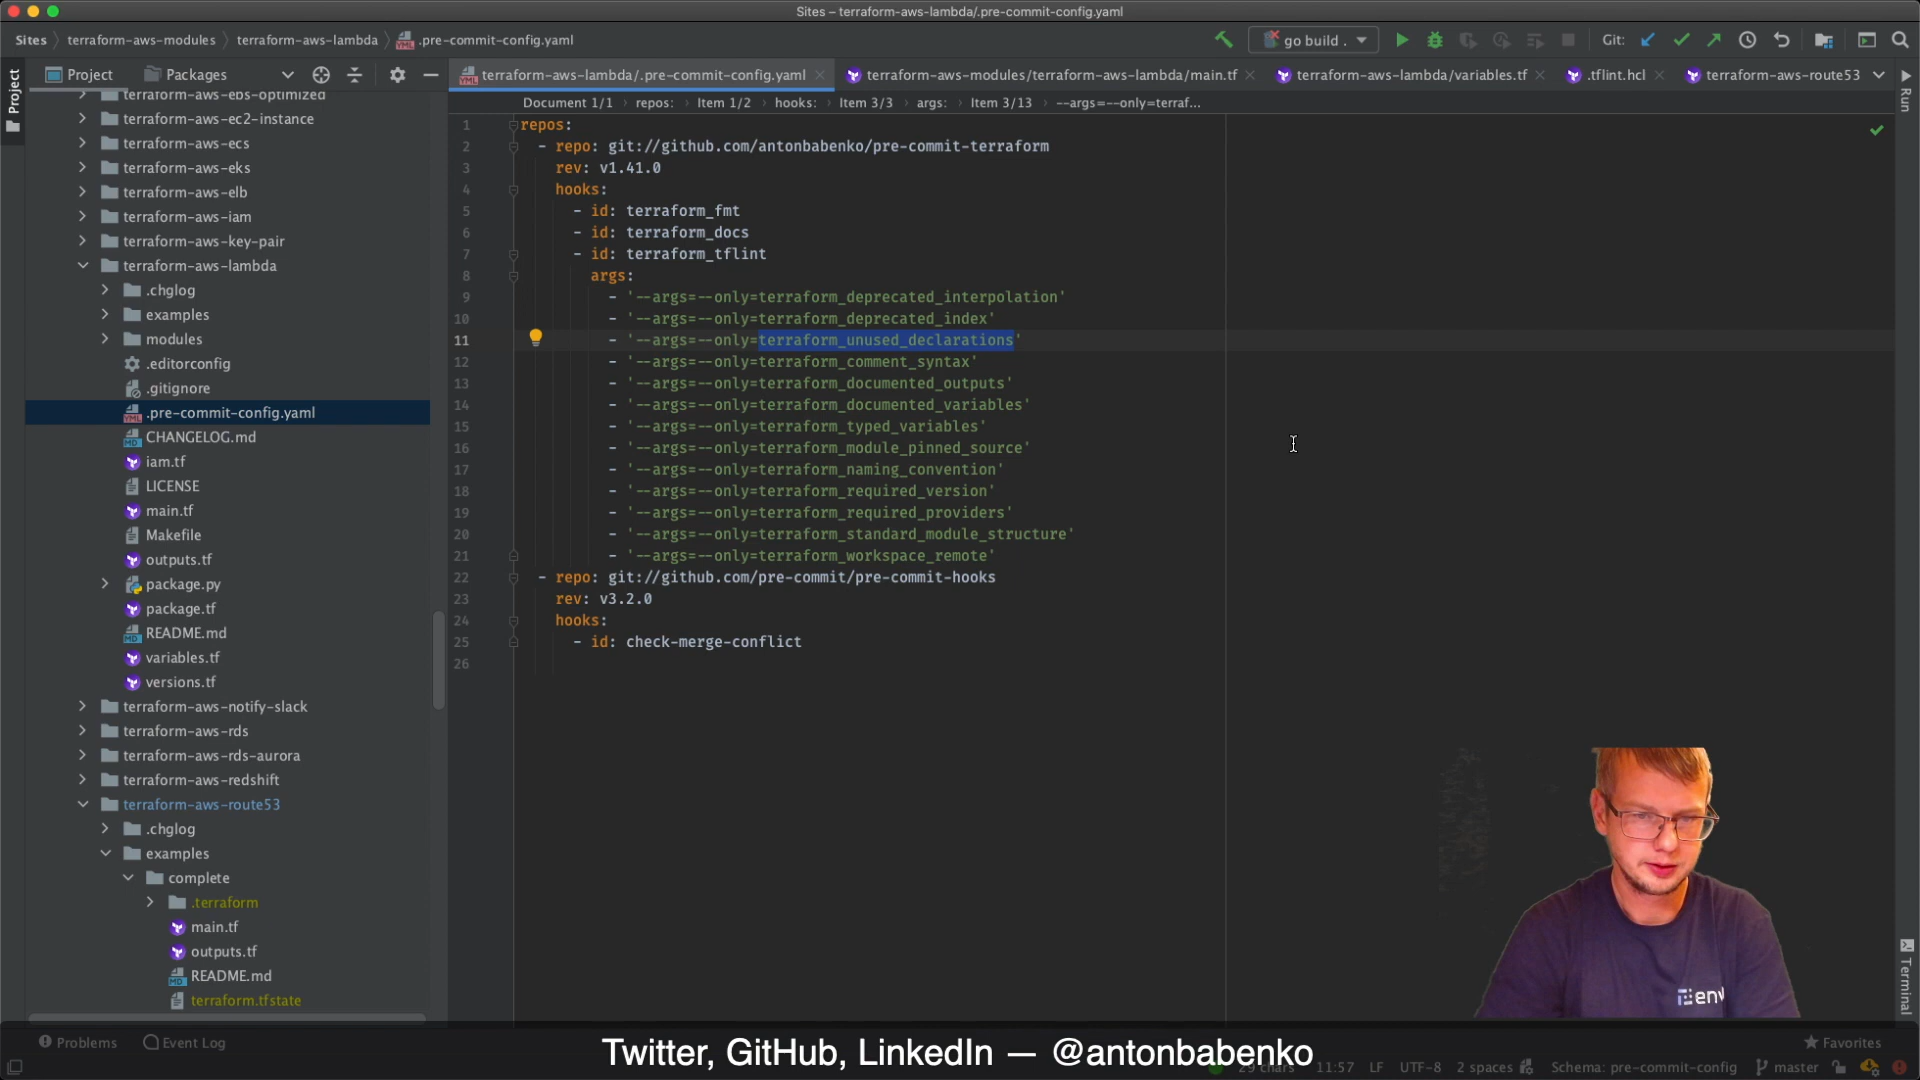 Sites – terraform-aws-lambda/.pre-commit-config.yaml
Sites
terraform-aws-modules
terraform-aws-lambda
.pre-commit-config.yaml
go build .
Git:
Project
Packages
terraform-aws-lambda/.pre-commit-config.yaml
terraform-aws-modules/terraform-aws-lambda/main.tf
terraform-aws-lambda/variables.tf
.tflint.hcl
terraform-aws-route53
Project
Run
Document 1/1
repos:
Item 1/2
hooks:
Item 3/3
args:
Item 3/13
--args=--only=terraf...
terraform-aws-ebs-optimized
terraform-aws-ec2-instance
terraform-aws-ecs
terraform-aws-eks
terraform-aws-elb
terraform-aws-iam
terraform-aws-key-pair
terraform-aws-lambda
.chglog
examples
modules
.editorconfig
.gitignore
.pre-commit-config.yaml
CHANGELOG.md
iam.tf
LICENSE
main.tf
Makefile
outputs.tf
package.py
package.tf
README.md
variables.tf
versions.tf
terraform-aws-notify-slack
terraform-aws-rds
terraform-aws-rds-aurora
terraform-aws-redshift
terraform-aws-route53
.chglog
examples
complete
.terraform
main.tf
outputs.tf
README.md
terraform.tfstate
1 repos:
2 - repo: git://github.com/antonbabenko/pre-commit-terraform
3 rev: v1.41.0
4 hooks:
5 - id: terraform_fmt
6 - id: terraform_docs
7 - id: terraform_tflint
8 args:
9 - '--args=--only=terraform_deprecated_interpolation'
10 - '--args=--only=terraform_deprecated_index'
11 - '--args=--only=terraform_unused_declarations'
12 - '--args=--only=terraform_comment_syntax'
13 - '--args=--only=terraform_documented_outputs'
14 - '--args=--only=terraform_documented_variables'
15 - '--args=--only=terraform_typed_variables'
16 - '--args=--only=terraform_module_pinned_source'
17 - '--args=--only=terraform_naming_convention'
18 - '--args=--only=terraform_required_version'
19 - '--args=--only=terraform_required_providers'
20 - '--args=--only=terraform_standard_module_structure'
21 - '--args=--only=terraform_workspace_remote'
22 - repo: git://github.com/pre-commit/pre-commit-hooks
23 rev: v3.2.0
24 hooks:
25 - id: check-merge-conflict
26
env
Terminal
Problems
Event Log
Favorites
Twitter, GitHub, LinkedIn — @antonbabenko
29 chars
11:57
LF
UTF-8
2 spaces
Schema: pre-commit-config
master